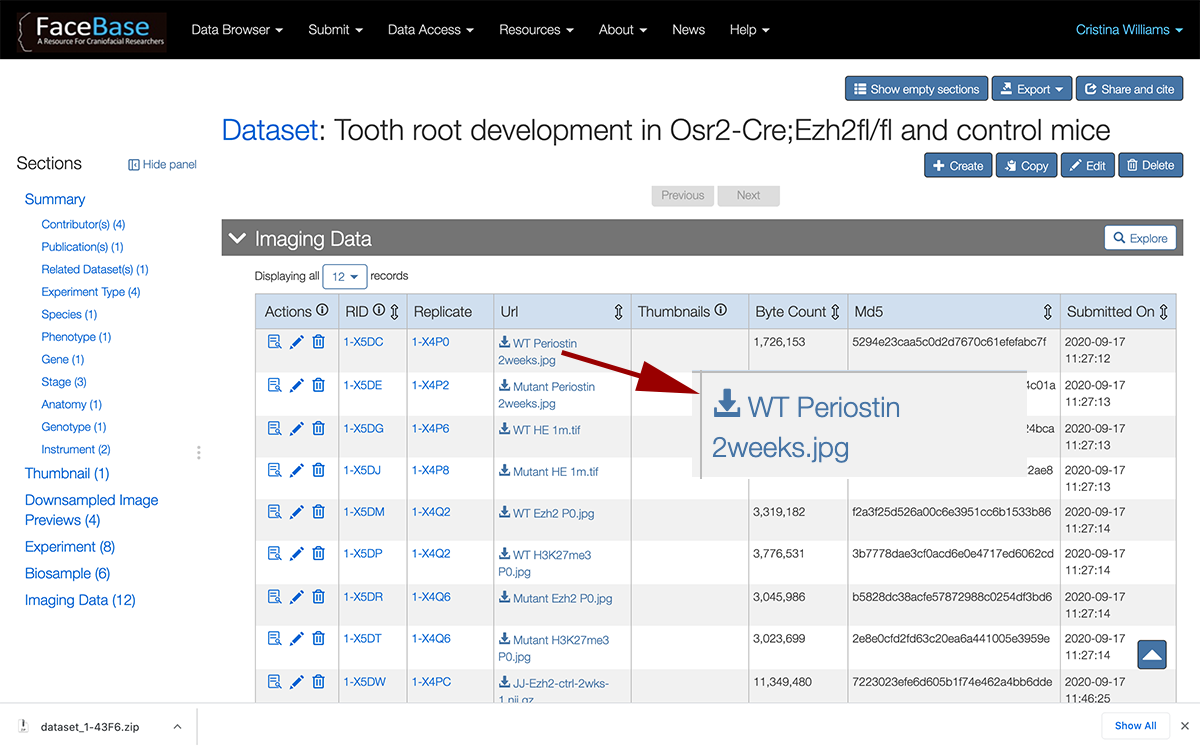 FaceBase
A Resource For Craniofacial Researchers
Data Browser
Submit
Data Access
Resources
About
News
Help
Cristina Williams
Show empty sections
Export
Share and cite
Dataset: Tooth root development in Osr2-Cre;Ezh2fl/fl and control mice
Create
Copy
Edit
Delete
Sections
Hide panel
Summary
Contributor(s) (4)
Publication(s) (1)
Related Dataset(s) (1)
Experiment Type (4)
Species (1)
Phenotype (1)
Gene (1)
Stage (3)
Anatomy (1)
Genotype (1)
Instrument (2)
Thumbnail (1)
Downsampled Image
Previews (4)
Experiment (8)
Biosample (6)
Imaging Data (12)
Previous
Next
Imaging Data
Explore
Displaying all 12 records
Actions RID Replicate Url Thumbnails Byte Count Md5 Submitted On
1-X5DC 1-X4P0 WT Periostin 1,726,153 5294e23caa5c0d2d7670c61efefabc7f 2020-09-17
2weeks.jpg 11:27:12
1-X5DE 1-X4P2 Mutant Periostin 4c01a 2020-09-17
2weeks.jpg 11:27:13
WT Periostin
2weeks.jpg
1-X5DG 1-X4P6 WT HE 1m.tif 24bca 2020-09-17
11:27:13
1-X5DJ 1-X4P8 Mutant HE 1m.tif 2ae8 2020-09-17
11:27:13
1-X5DM 1-X4Q2 WT Ezh2 P0.jpg 3,319,182 f2a3f25d526a00c6e3951cc6b1533b86 2020-09-17
11:27:14
1-X5DP 1-X4Q2 WT H3K27me3 3,776,531 3b7778dae3cf0acd6e0e4717ed6062cd 2020-09-17
P0.jpg 11:27:14
1-X5DR 1-X4Q6 Mutant Ezh2 P0.jpg 3,045,986 b5828dc38acfe57872988c0254df3bd6 2020-09-17
11:27:14
1-X5DT 1-X4Q6 Mutant H3K27me3 3,023,699 2e8e0cfd2fd63c20ea6a441005e3959e 2020-09-17
P0.jpg 11:27:14
1-X5DW 1-X4PC JJ-Ezh2-ctrl-2wks- 11,349,480 7223023efe6d605b1f74e462a4bb6dde 2020-09-17
1.nii.gz 11:46:25
dataset_1-43F6.zip
Show All